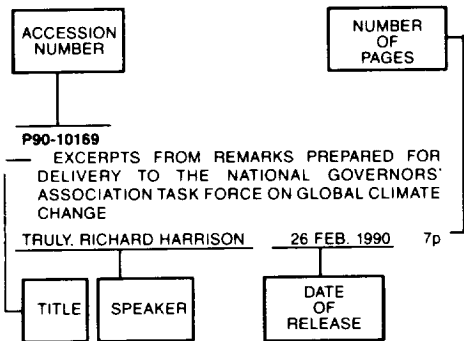 ACCESSION
NUMBER
NUMBER
OF
PAGES
P90-10169
EXCERPTS FROM REMARKS PREPARED FOR
DELIVERY TO THE NATIONAL GOVERNORS'
ASSOCIATION TASK FORCE ON GLOBAL CLIMATE
CHANGE
TRULY, RICHARD HARRISON 26 FEB. 1990 7p
TITLE
SPEAKER
DATE
OF
RELEASE